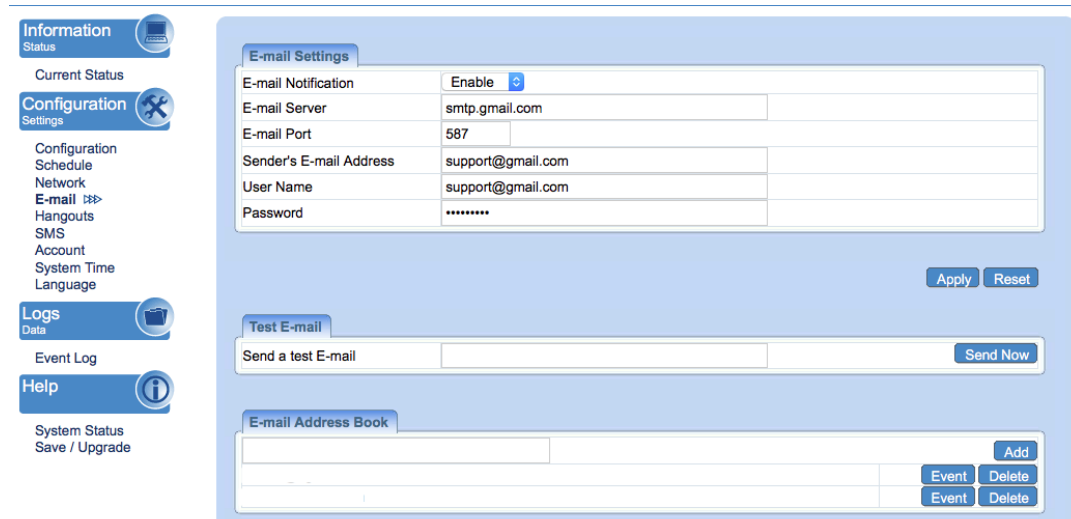 Information
Status
Current Status
Configuration
Settings
Configuration
Schedule
Network
E-mail
Hangouts
SMS
Account
System Time
Language
Logs
Data
Event Log
Help
System Status
Save / Upgrade
E-mail Settings
E-mail Notification Enable
E-mail Server smtp.gmail.com
E-mail Port 587
Sender's E-mail Address support@gmail.com
User Name support@gmail.com
Password •••••••••
Apply Reset
Test E-mail
Send a test E-mail Send Now
E-mail Address Book
Add
Event Delete
Event Delete